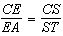 CE/EA = CS/ST